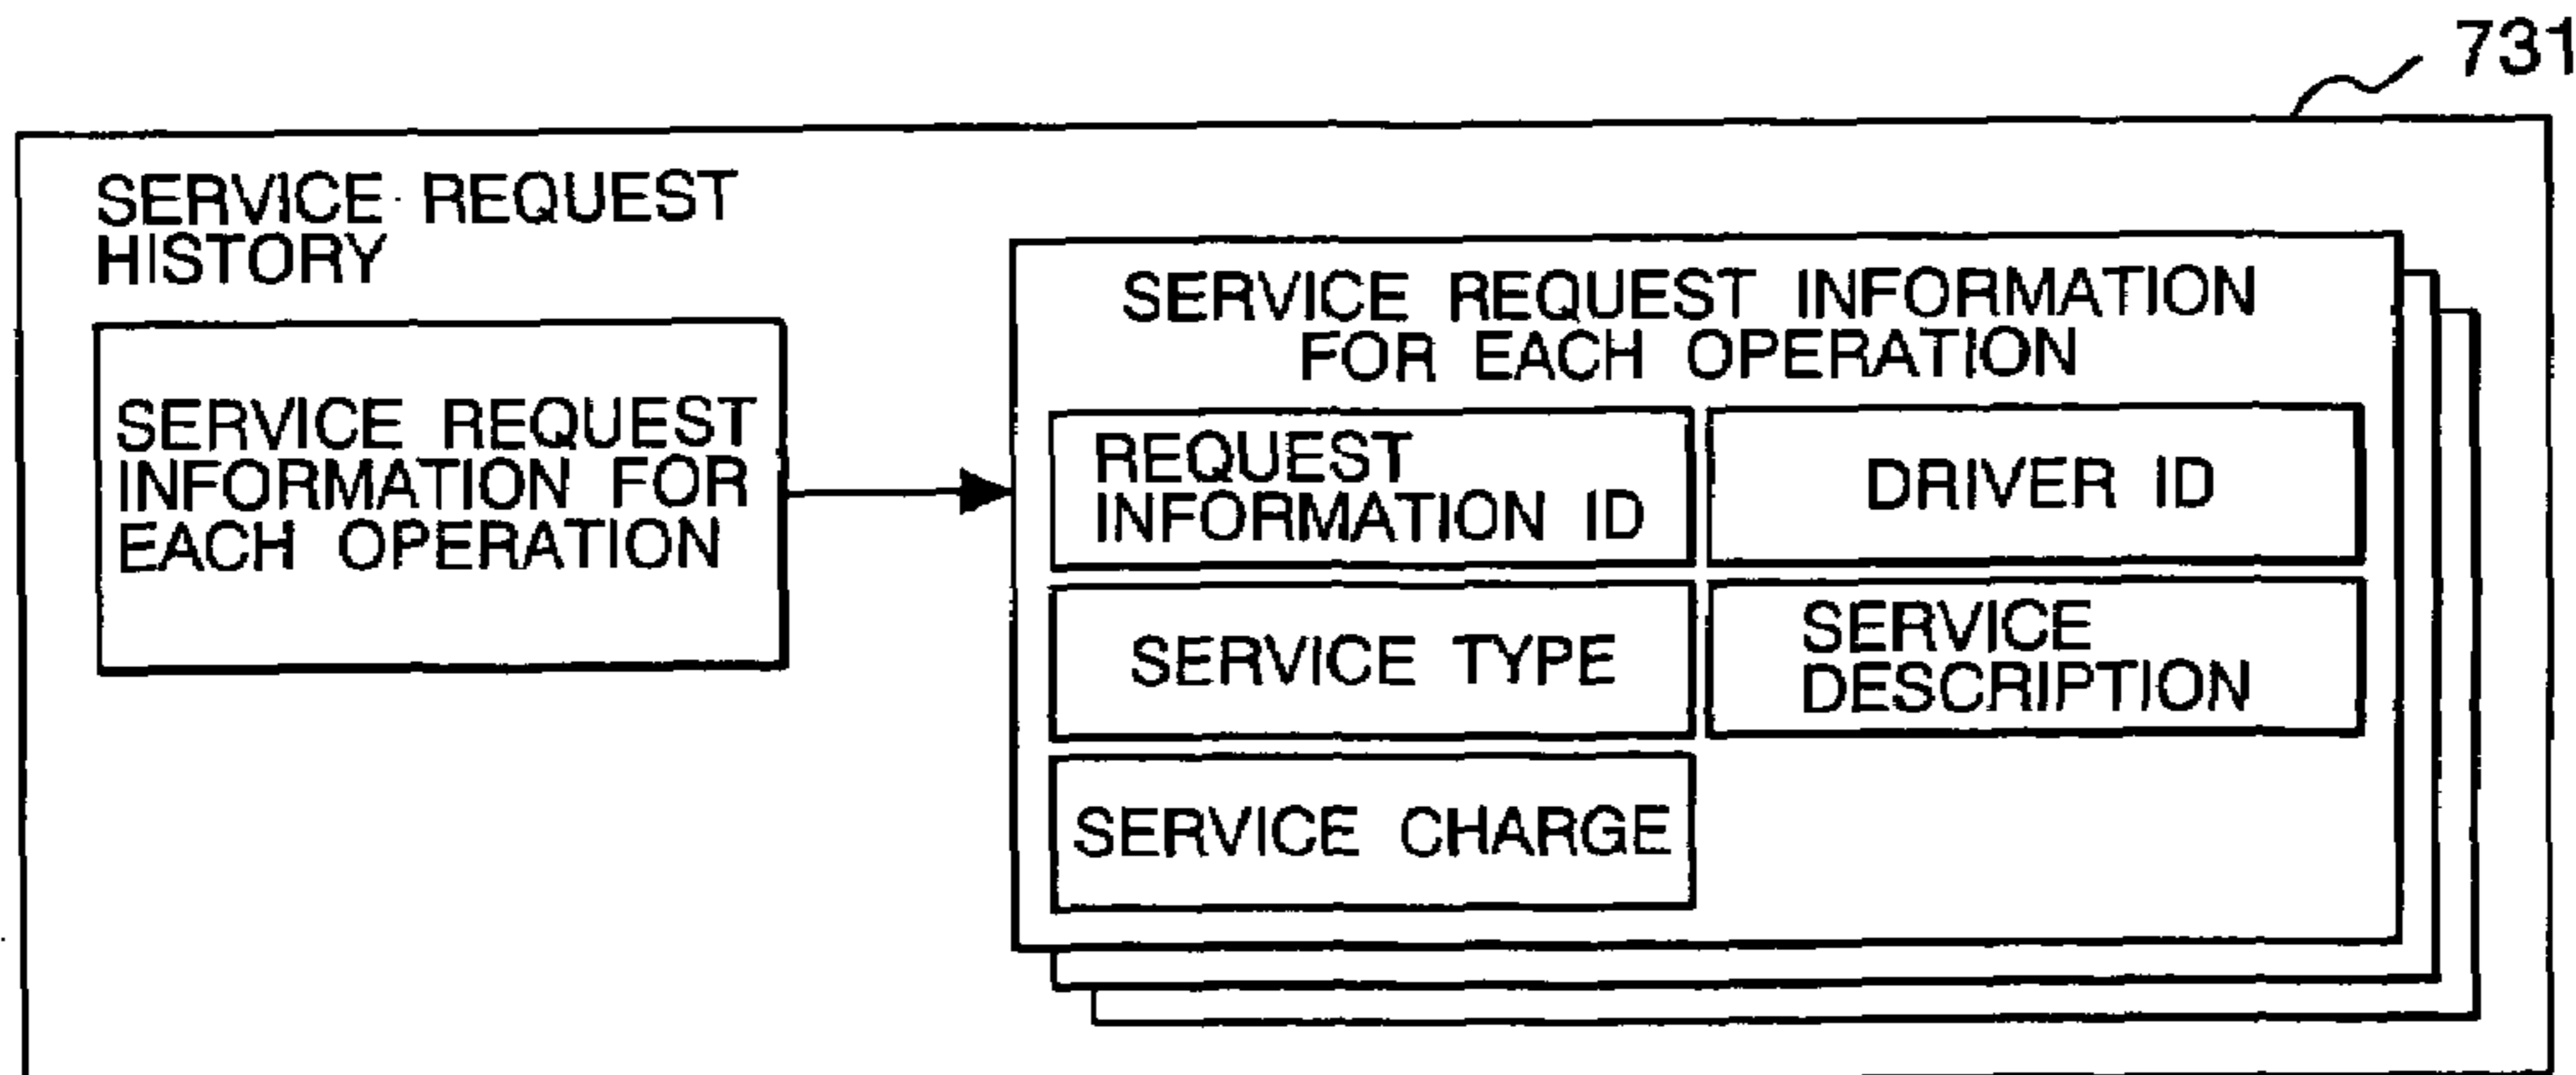 731
SERVICE REQUEST
HISTORY
SERVICE REQUEST
INFORMATION FOR
EACH OPERATION
SERVICE REQUEST INFORMATION
FOR EACH OPERATION
REQUEST
INFORMATION ID
DRIVER ID
SERVICE TYPE
SERVICE
DESCRIPTION
SERVICE CHARGE